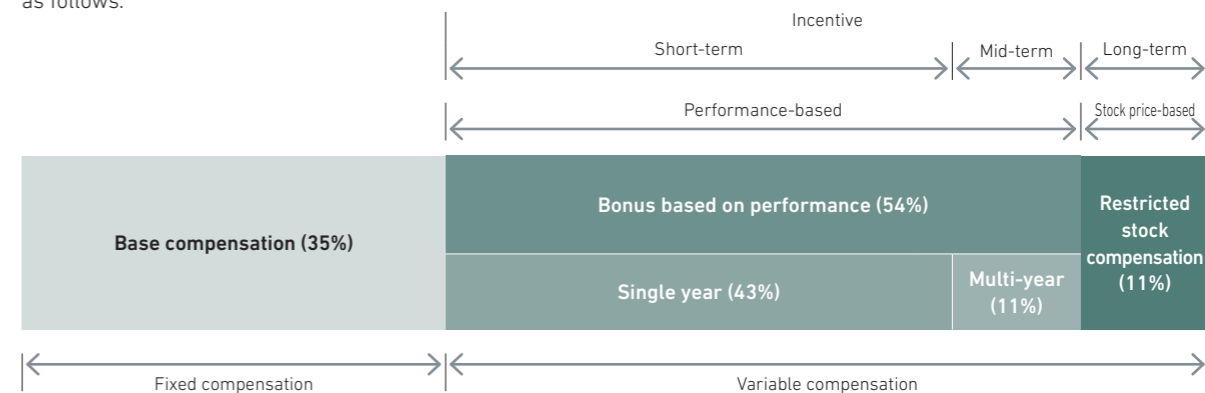 as follows.
Incentive
Short-term
Mid-term
Long-term
Performance-based
Stock price-based
Base compensation (35%)
Bonus based on performance (54%)
Single year (43%)
Multi-year
(11%)
Restricted
stock
compensation
(11%)
Fixed compensation
Variable compensation